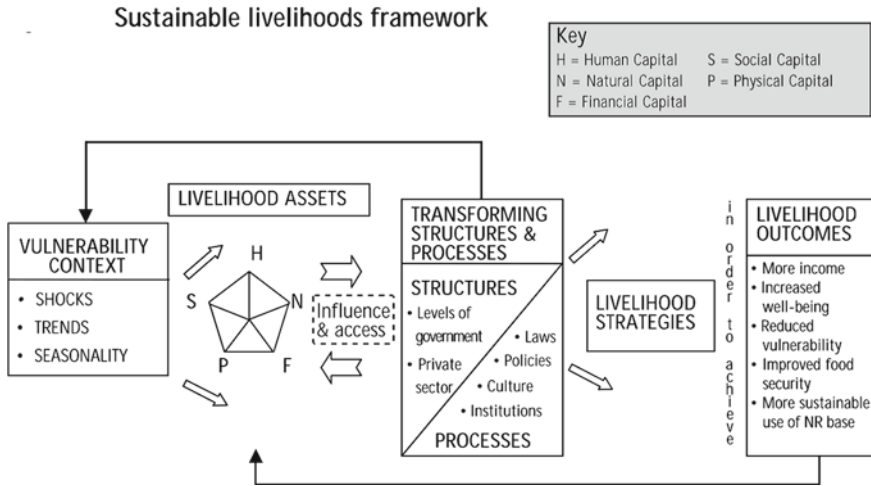 Sustainable livelihoods framework
Key
H = Human Capital S = Social Capital
N = Natural Capital P = Physical Capital
F = Financial Capital
LIVELIHOOD ASSETS
VULNERABILITY
CONTEXT
• SHOCKS
• TRENDS
• SEASONALITY
H
S
N
P
F
Influence
& access
TRANSFORMING
STRUCTURES &
PROCESSES
STRUCTURES
• Levels of
government
• Private
sector
• Laws
• Policies
• Culture
• Institutions
PROCESSES
LIVELIHOOD
STRATEGIES
in order to achieve
LIVELIHOOD
OUTCOMES
• More income
• Increased
well-being
• Reduced
vulnerability
• Improved food
security
• More sustainable
use of NR base